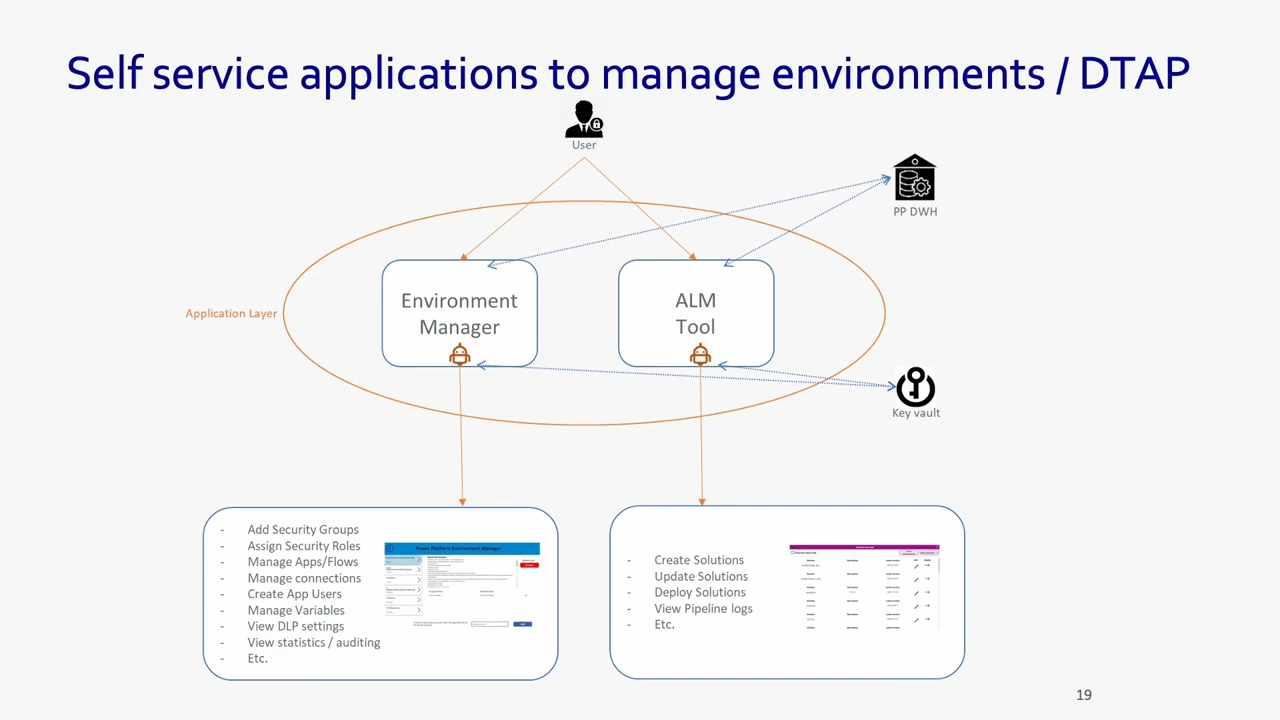 Self service applications to manage environments / DTAP
User
PP DWH
Application Layer
Environment
Manager
ALM
Tool
Key vault
- Add Security Groups
- Assign Security Roles
- Manage Apps/Flows
- Manage connections
- Create App Users
- Manage Variables
- View DLP settings
- View statistics / auditing
- Etc.
Power Platform Environment Manager
- Create Solutions
- Update Solutions
- Deploy Solutions
- View Pipeline logs
- Etc.
19